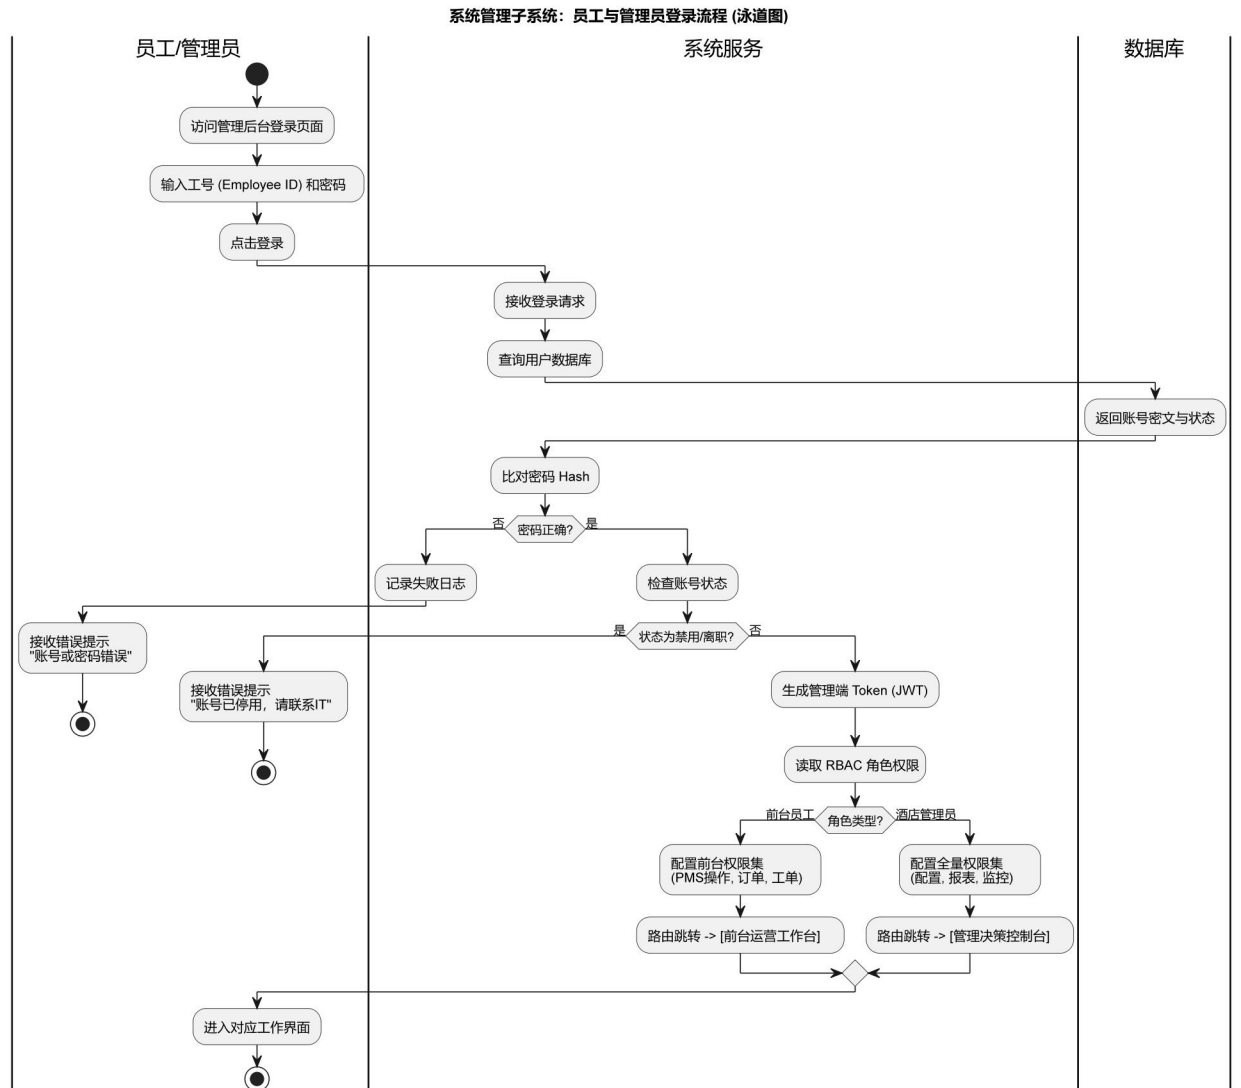 系统管理子系统：员工与管理员登录流程 (泳道图)
员工/管理员
系统服务
数据库
访问管理后台登录页面
输入工号 (Employee ID) 和密码
点击登录
接收登录请求
查询用户数据库
返回账号密文与状态
比对密码 Hash
否
密码正确?
是
记录失败日志
检查账号状态
接收错误提示
"账号或密码错误"
是
状态为禁用/离职?
否
接收错误提示
"账号已停用，请联系IT"
生成管理端 Token (JWT)
读取 RBAC 角色权限
前台员工
角色类型?
酒店管理员
配置前台权限集
(PMS操作, 订单, 工单)
配置全量权限集
(配置, 报表, 监控)
路由跳转 -> [前台运营工作台]
路由跳转 -> [管理决策控制台]
进入对应工作界面